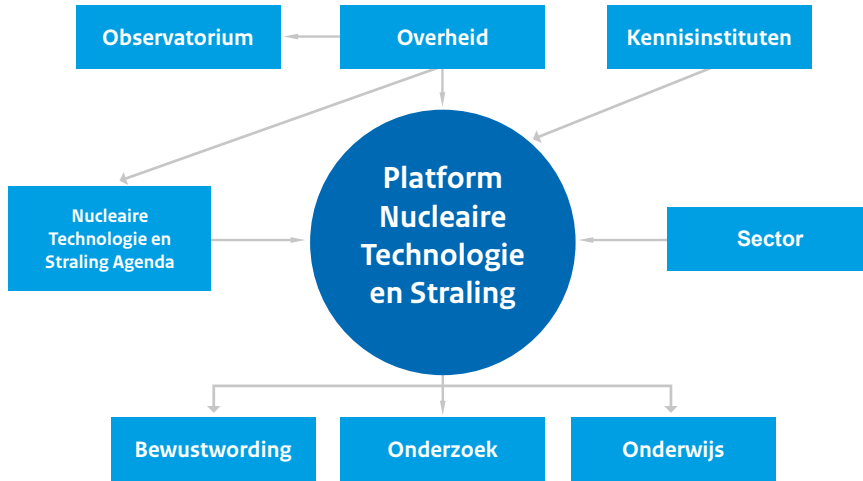 Observatorium
Overheid
Kennisinstituten
Nucleaire
Technologie en
Straling Agenda
Platform
Nucleaire
Technologie
en Straling
Sector
Bewustwording
Onderzoek
Onderwijs